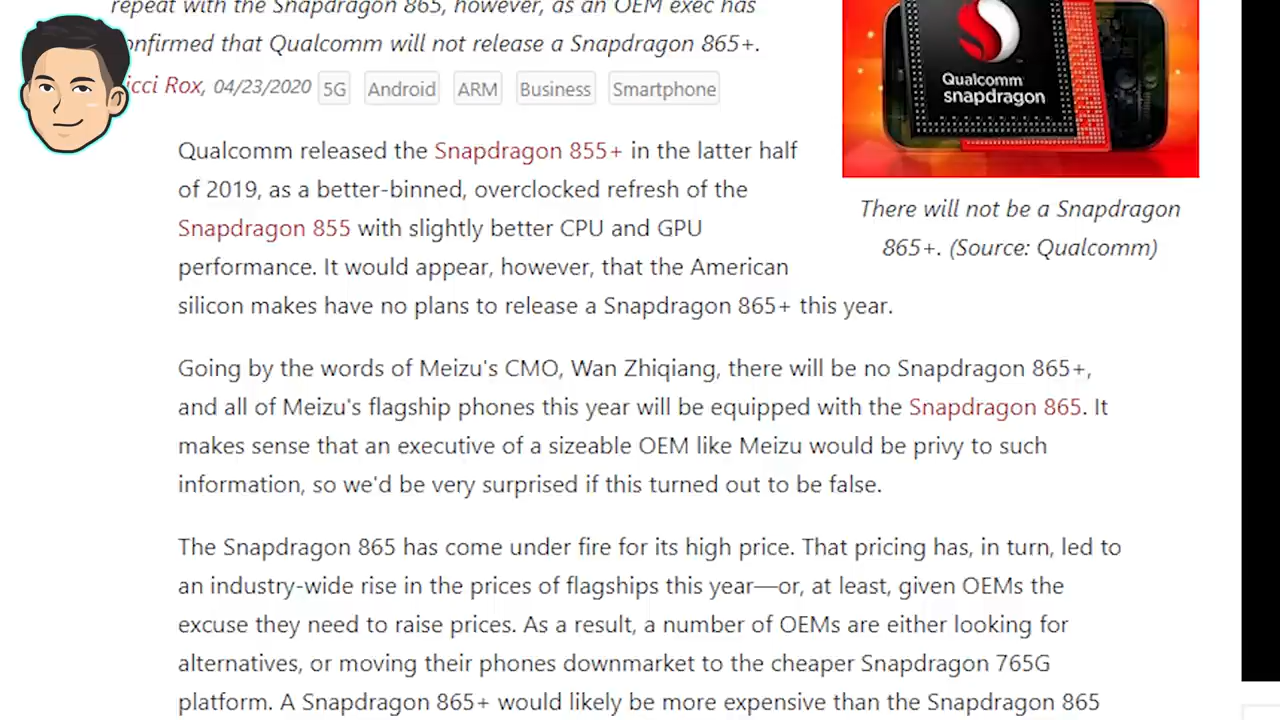 repeat with the Snapdragon 865, however, as an OEM exec has
onfirmed that Qualcomm will not release a Snapdragon 865+.
icci Rox, 04/23/2020 5G Android ARM Business Smartphone
Qualcomm
snapdragon
There will not be a Snapdragon
865+. (Source: Qualcomm)
Qualcomm released the Snapdragon 855+ in the latter half
of 2019, as a better-binned, overclocked refresh of the
Snapdragon 855 with slightly better CPU and GPU
performance. It would appear, however, that the American
silicon makes have no plans to release a Snapdragon 865+ this year.
Going by the words of Meizu's CMO, Wan Zhiqiang, there will be no Snapdragon 865+,
and all of Meizu's flagship phones this year will be equipped with the Snapdragon 865. It
makes sense that an executive of a sizeable OEM like Meizu would be privy to such
information, so we'd be very surprised if this turned out to be false.
The Snapdragon 865 has come under fire for its high price. That pricing has, in turn, led to
an industry-wide rise in the prices of flagships this year—or, at least, given OEMs the
excuse they need to raise prices. As a result, a number of OEMs are either looking for
alternatives, or moving their phones downmarket to the cheaper Snapdragon 765G
platform. A Snapdragon 865+ would likely be more expensive than the Snapdragon 865